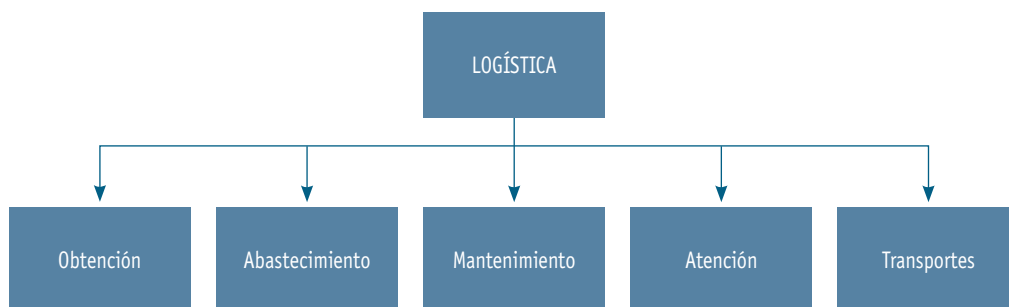 LOGÍSTICA
Obtención
Abastecimiento
Mantenimiento
Atención
Transportes